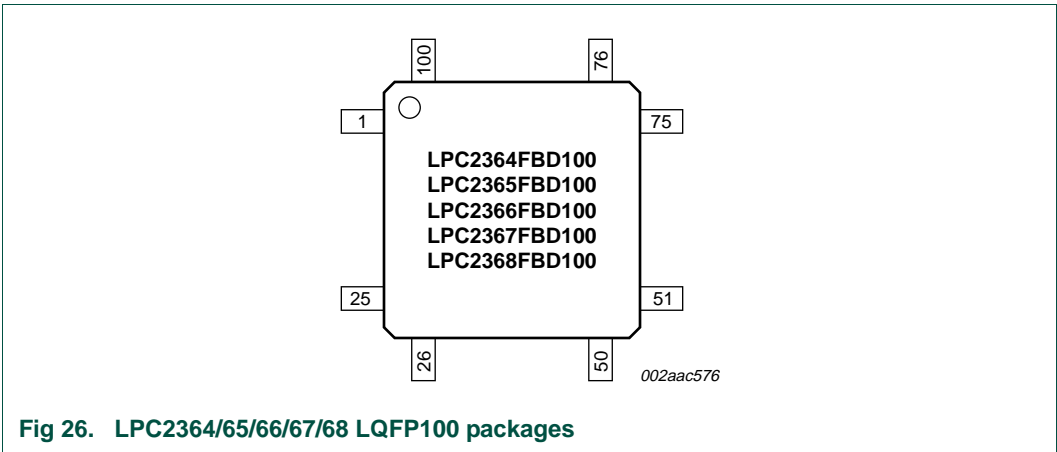 100 76
1 75
LPC2364FBD100
LPC2365FBD100
LPC2366FBD100
LPC2367FBD100
LPC2368FBD100
25 51
26 50
002aac576
Fig 26. LPC2364/65/66/67/68 LQFP100 packages